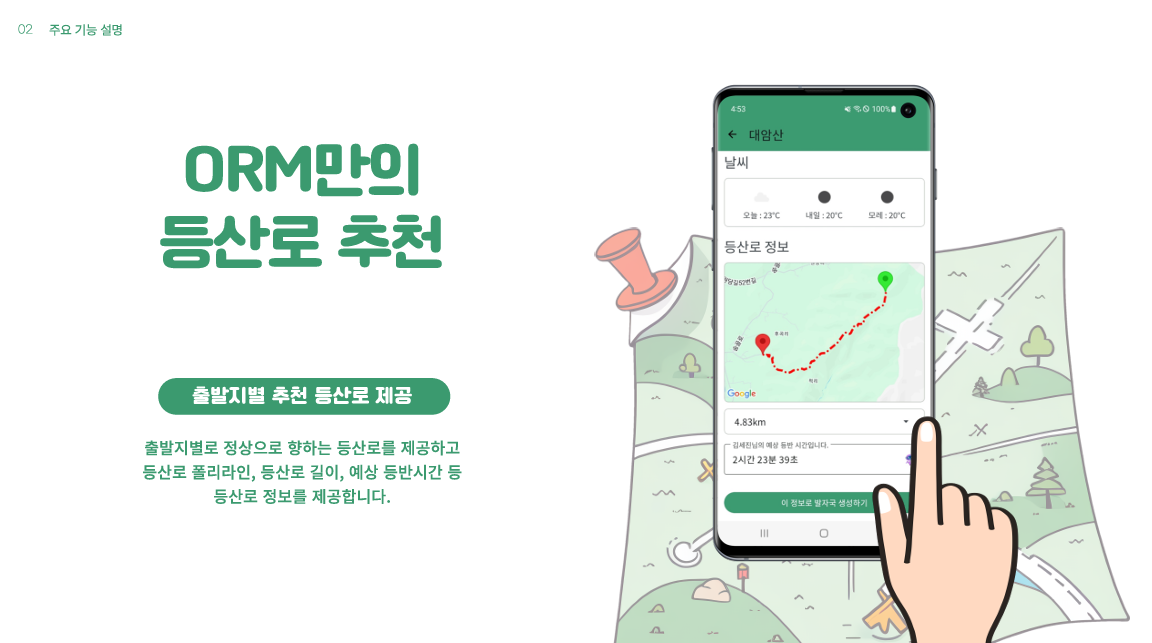 02 주요 기능 설명
ORM만의
등산로 추천
출발지별 추천 등산로 제공
출발지별로 정상으로 향하는 등산로를 제공하고
등산로 폴리라인, 등산로 길이, 예상 등반시간 등
등산로 정보를 제공합니다.
4:53 100%
대암산
날씨
오늘 : 23°C 내일 : 20°C 모레 : 20°C
등산로 정보
Google
4.83km
김세진님의 예상 등반 시간입니다.
2시간 23분 39초
이 정보로 발자국 생성하기